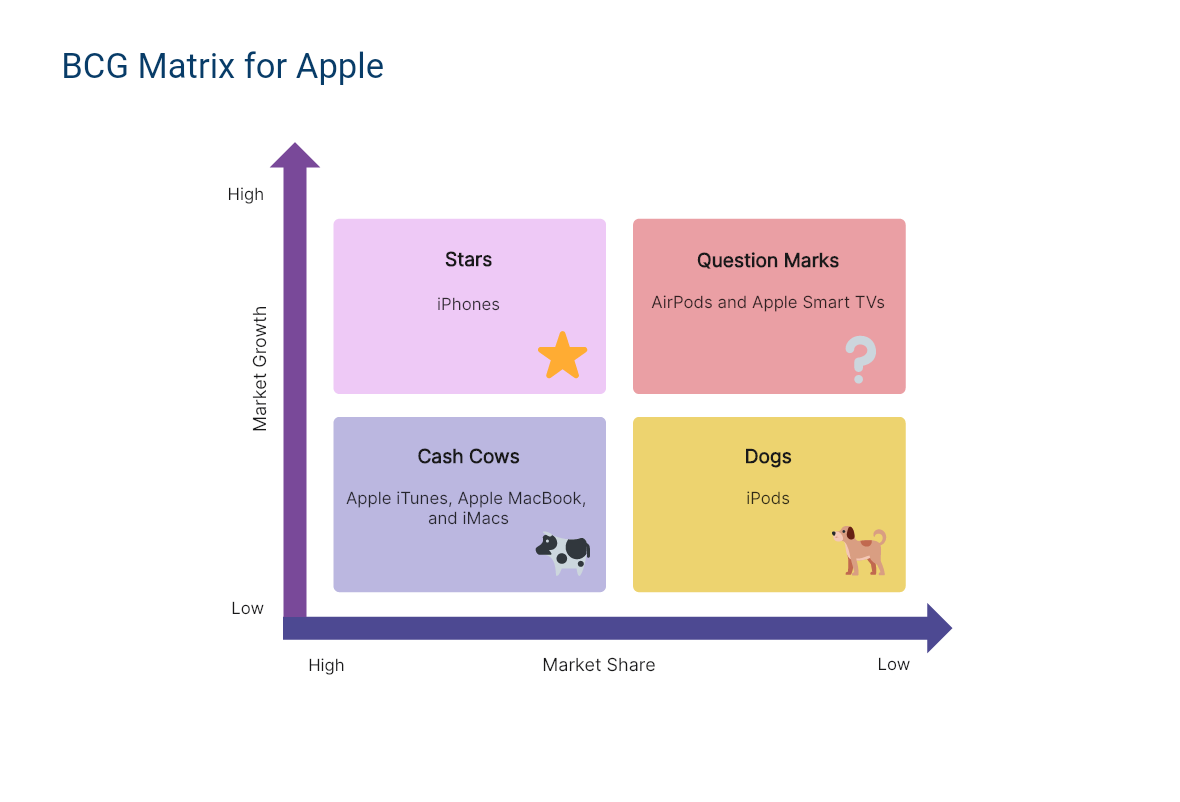 BCG Matrix for Apple
High
Market Growth
Low
Stars
iPhones
Question Marks
AirPods and Apple Smart TVs
Cash Cows
Apple iTunes, Apple MacBook,
and iMacs
Dogs
iPods
High
Market Share
Low